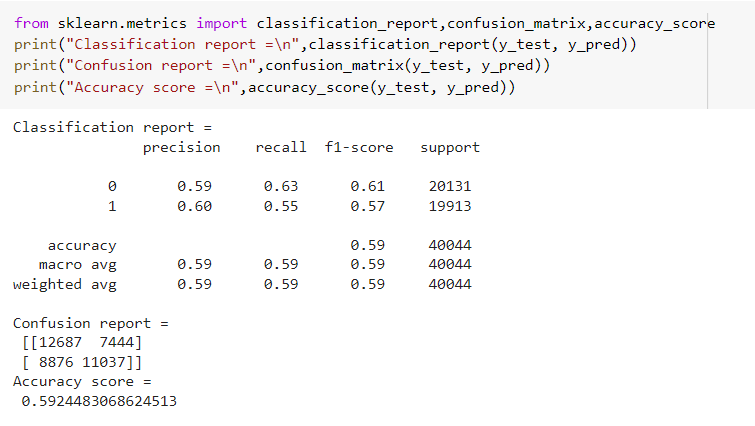 from sklearn.metrics import classification_report,confusion_matrix,accuracy_score
print("Classification report =\n",classification_report(y_test, y_pred))
print("Confusion report =\n",confusion_matrix(y_test, y_pred))
print("Accuracy score =\n",accuracy_score(y_test, y_pred))
Classification report =
precision recall f1-score support
0 0.59 0.63 0.61 20131
1 0.60 0.55 0.57 19913
accuracy 0.59 40044
macro avg 0.59 0.59 0.59 40044
weighted avg 0.59 0.59 0.59 40044
Confusion report =
[[12687 7444]
[ 8876 11037]]
Accuracy score =
0.5924483068624513